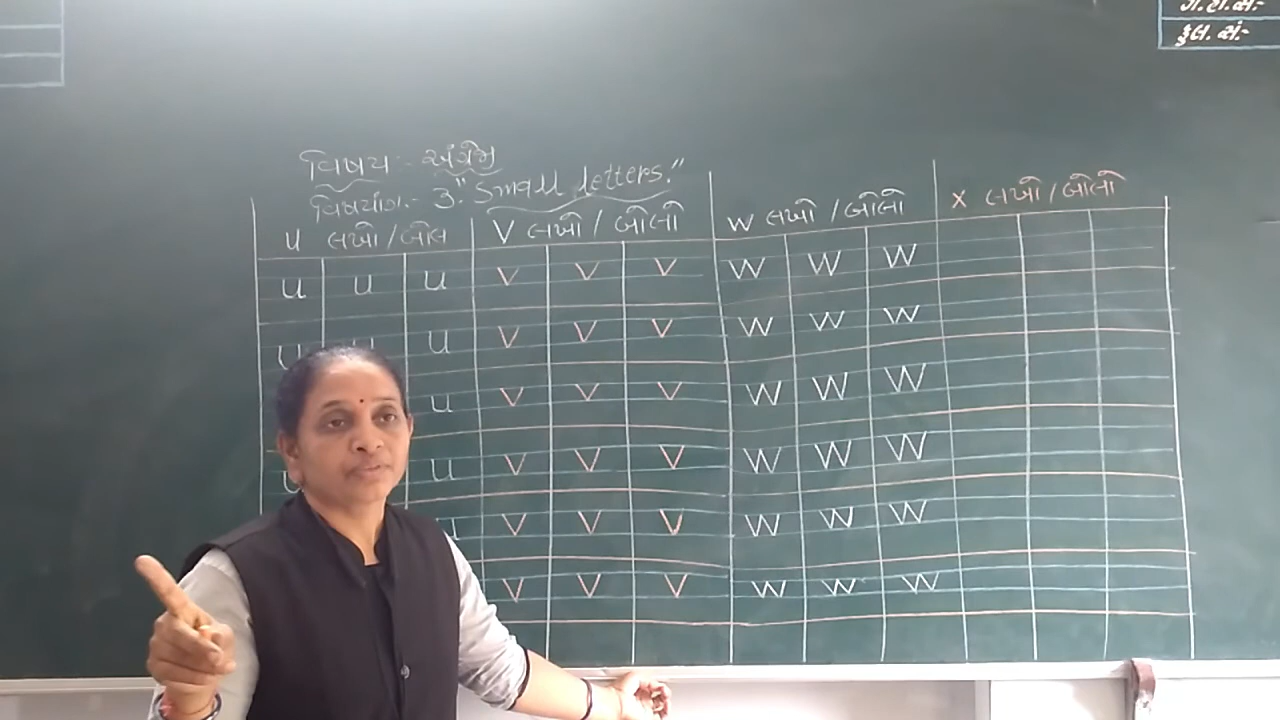 ગ.હા.સં:-
કુલ. સં:-
વિષય:- અંગ્રેજી
વિષયાંગ:- 3." Small letters."
u લખો / બોલ V લખો / બોલો W લખો / બોલો X લખો / બોલો
u u u V V V W W W
u u u V V V W W W
u V V V W W W
u u V V V W W W
u V V V W W W
V V V W W W